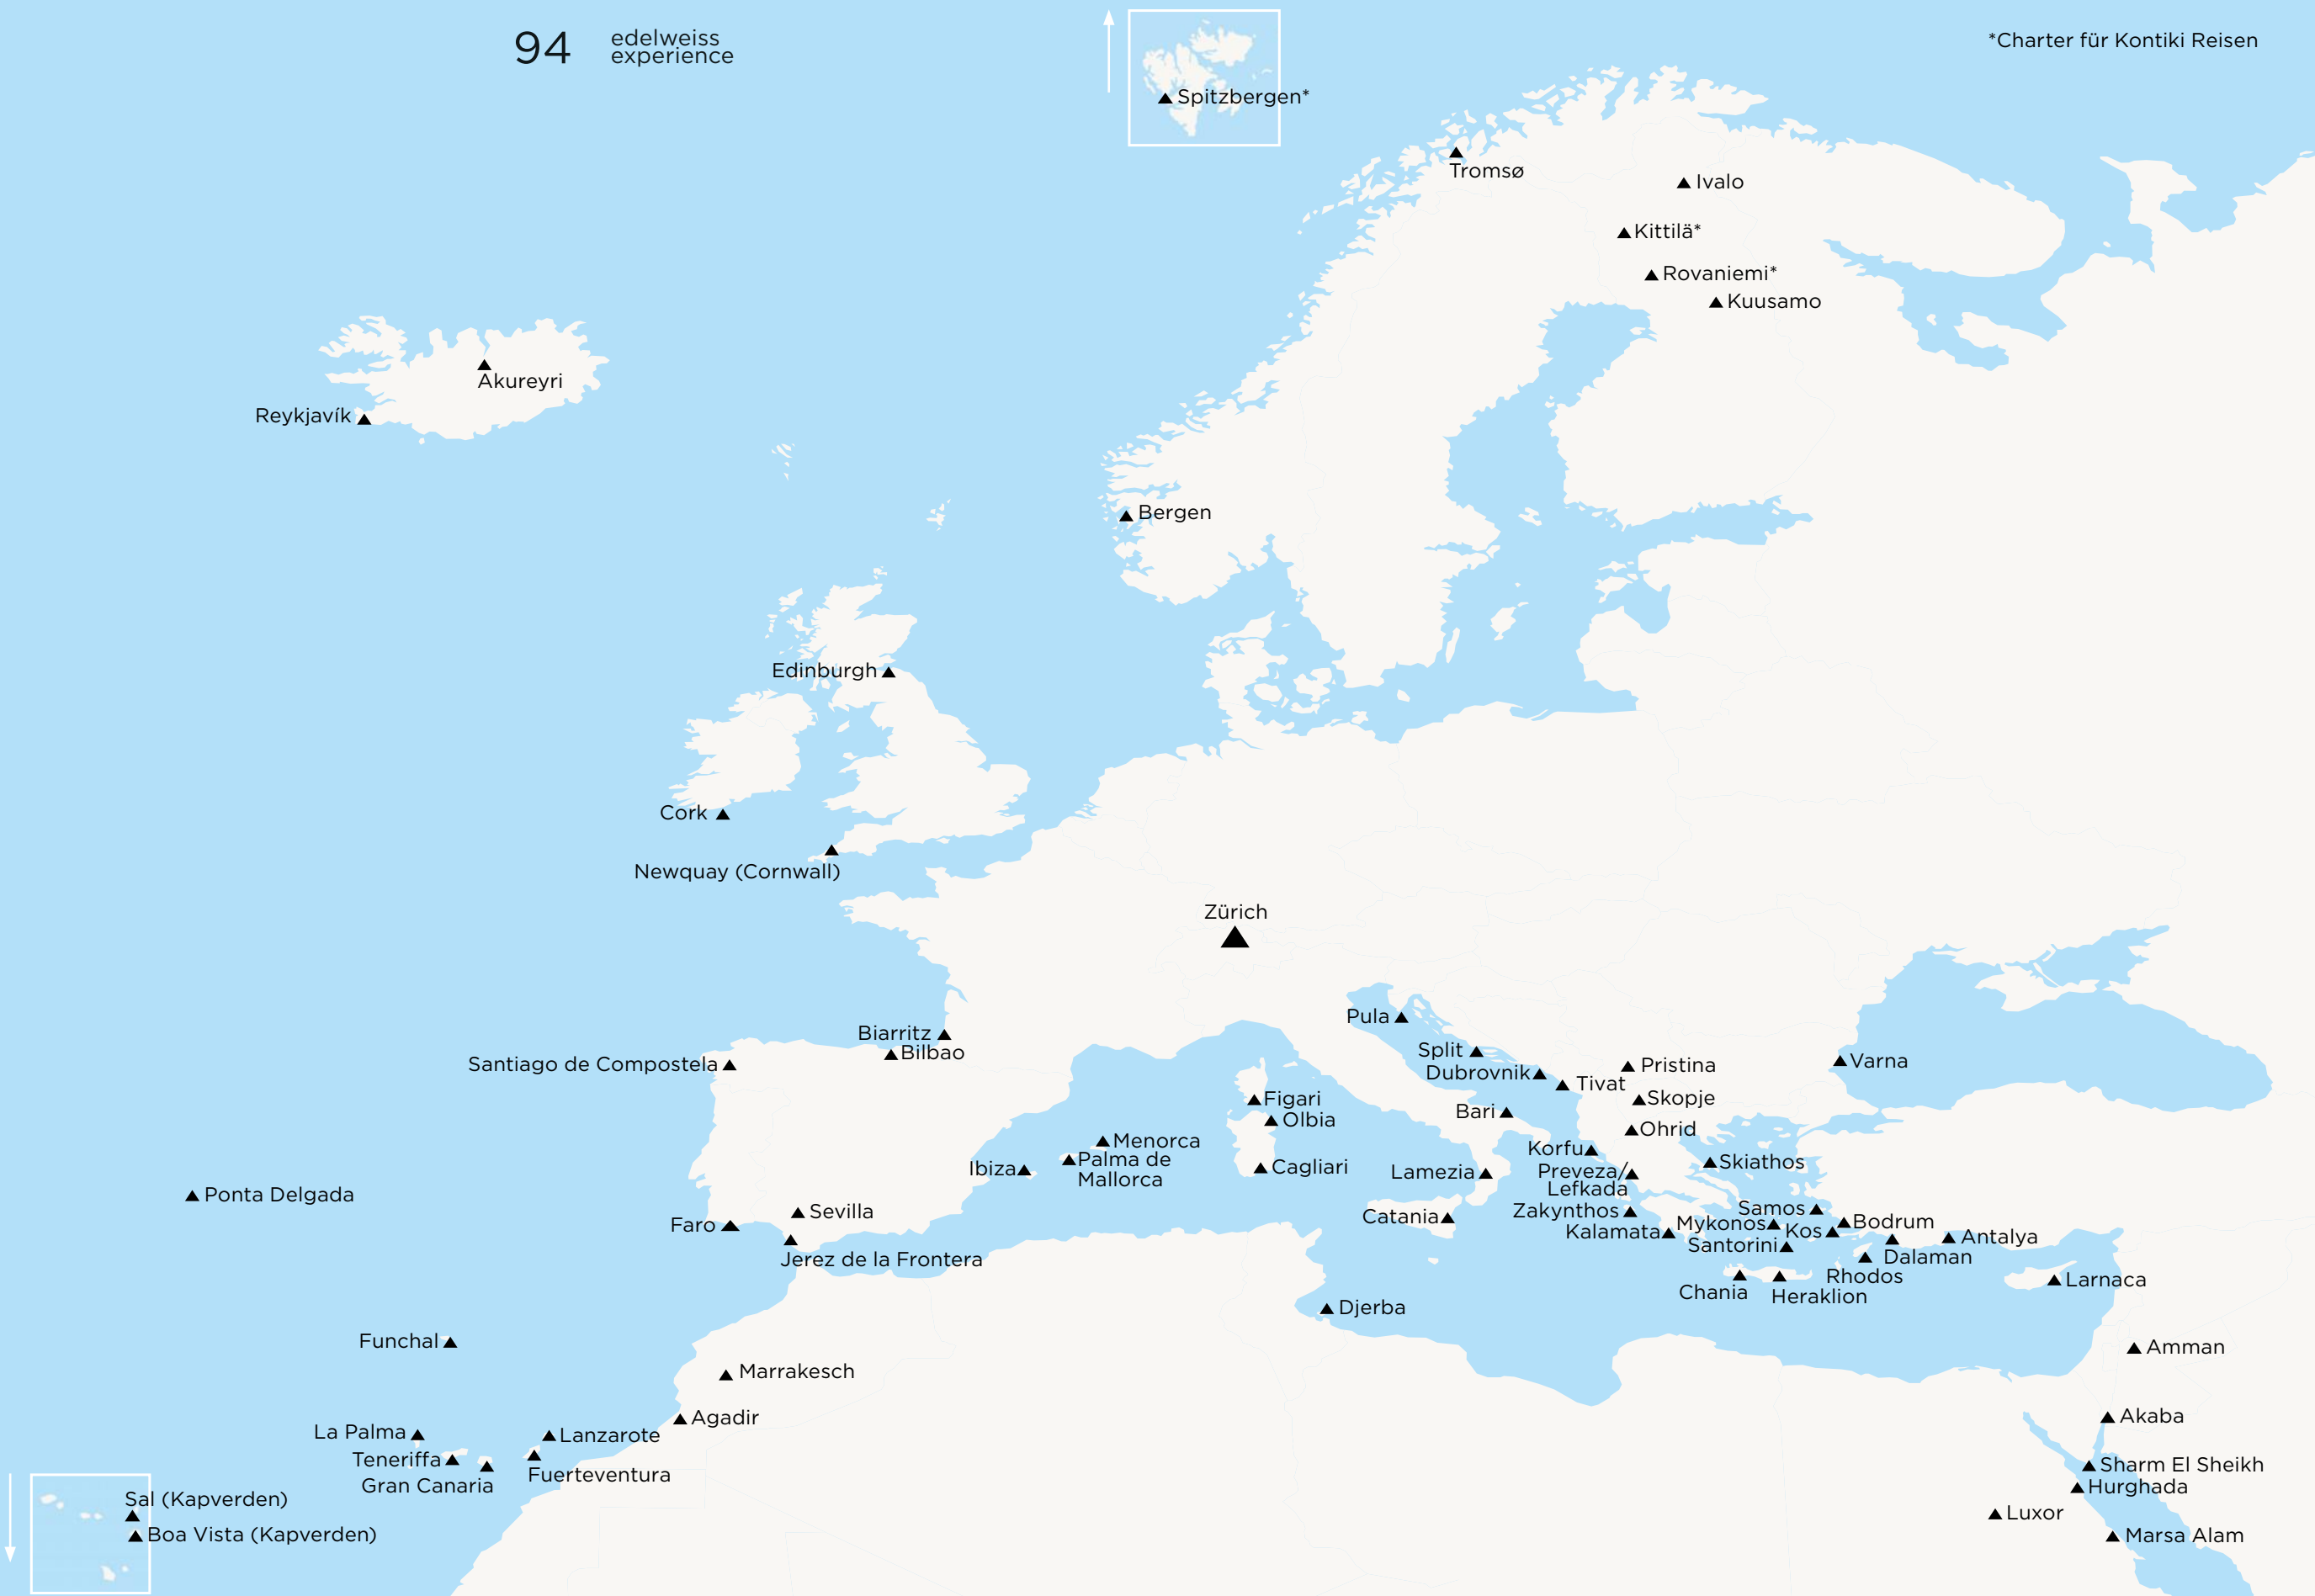 94
edelweiss
experience
*Charter für Kontiki Reisen
Spitzbergen*
Tromsø
Ivalo
Kittilä*
Rovaniemi*
Kuusamo
Akureyri
Reykjavík
Bergen
Edinburgh
Cork
Newquay (Cornwall)
Zürich
Pula
Biarritz
Bilbao
Santiago de Compostela
Split
Dubrovnik
Tivat
Pristina
Varna
Figari
Skopje
Olbia
Bari
Ohrid
Menorca
Korfu
Palma de
Mallorca
Ibiza
Cagliari
Lamezia
Preveza/
Lefkada
Skiathos
Ponta Delgada
Sevilla
Faro
Catania
Zakynthos
Samos
Kalamata
Mykonos
Kos
Bodrum
Santorini
Antalya
Jerez de la Frontera
Dalaman
Rhodos
Larnaca
Chania
Heraklion
Djerba
Funchal
Amman
Marrakesch
Agadir
Akaba
La Palma
Lanzarote
Teneriffa
Fuerteventura
Gran Canaria
Sharm El Sheikh
Hurghada
Sal (Kapverden)
Luxor
Boa Vista (Kapverden)
Marsa Alam